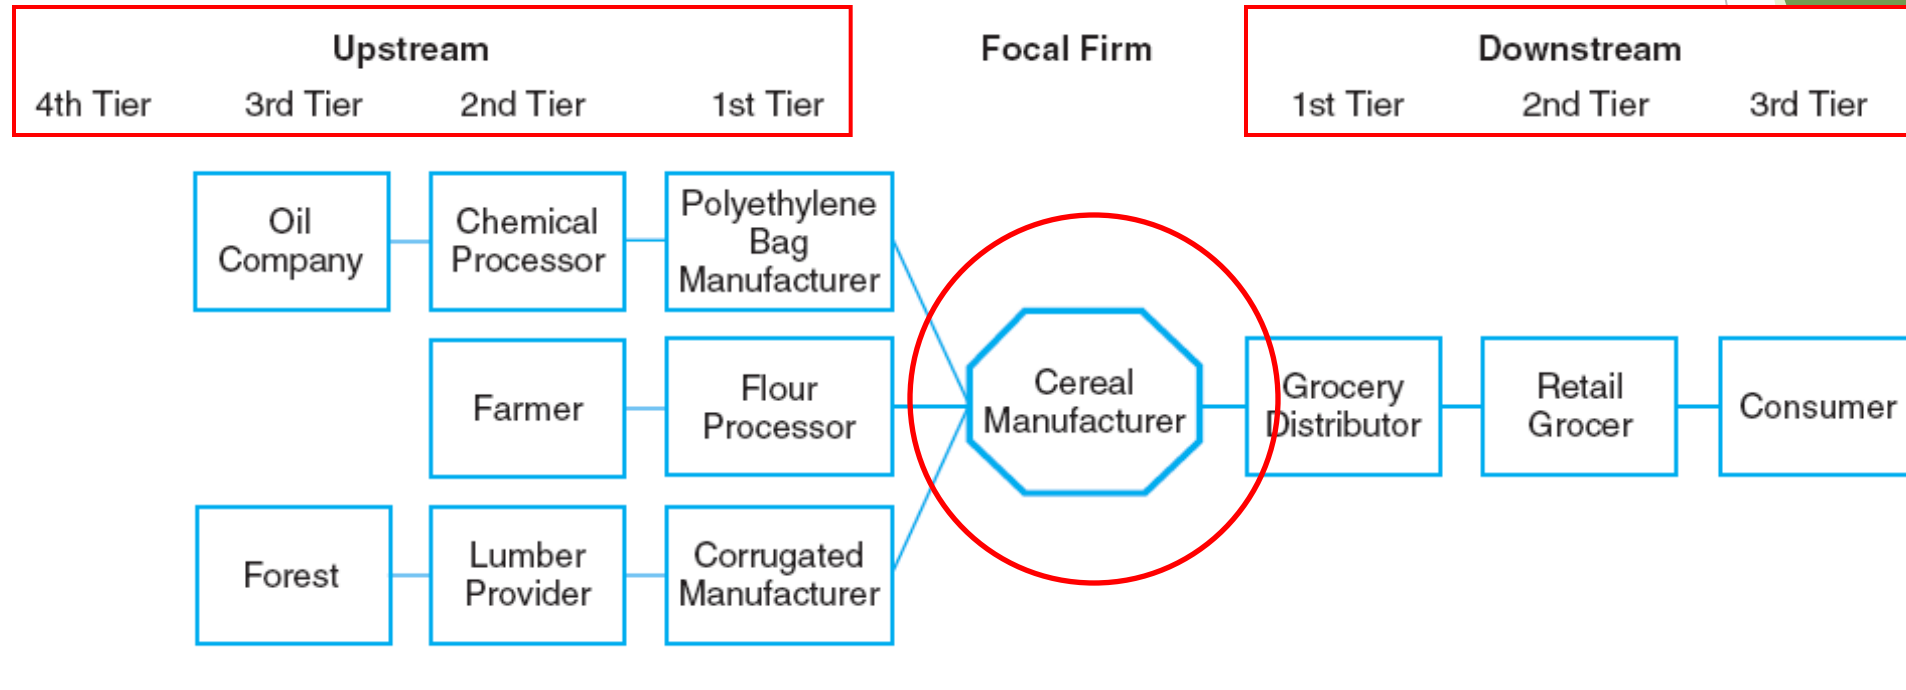 Upstream
Focal Firm
Downstream
4th Tier
3rd Tier
2nd Tier
1st Tier
1st Tier
2nd Tier
3rd Tier
Oil
Company
Chemical
Processor
Polyethylene
Bag
Manufacturer
Farmer
Flour
Processor
Cereal
Manufacturer
Grocery
Distributor
Retail
Grocer
Consumer
Forest
Lumber
Provider
Corrugated
Manufacturer